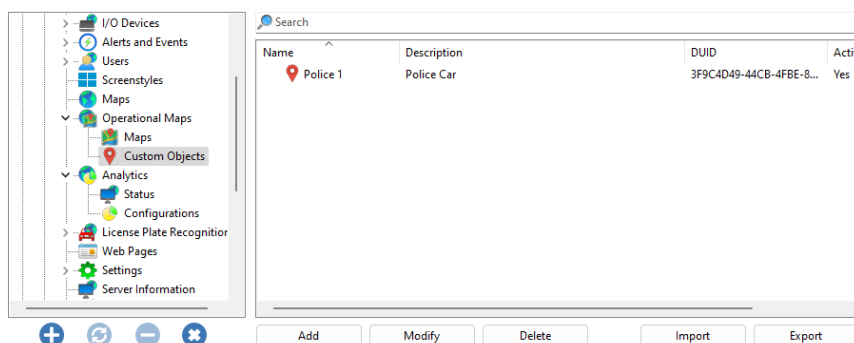 I/O Devices
Alerts and Events
Users
Screenstyles
Maps
Operational Maps
Maps
Custom Objects
Analytics
Status
Configurations
License Plate Recognition
Web Pages
Settings
Server Information
Search
Name Description DUID Acti
Police 1 Police Car 3F9C4D49-44CB-4FBE-8... Yes
Add Modify Delete Import Export